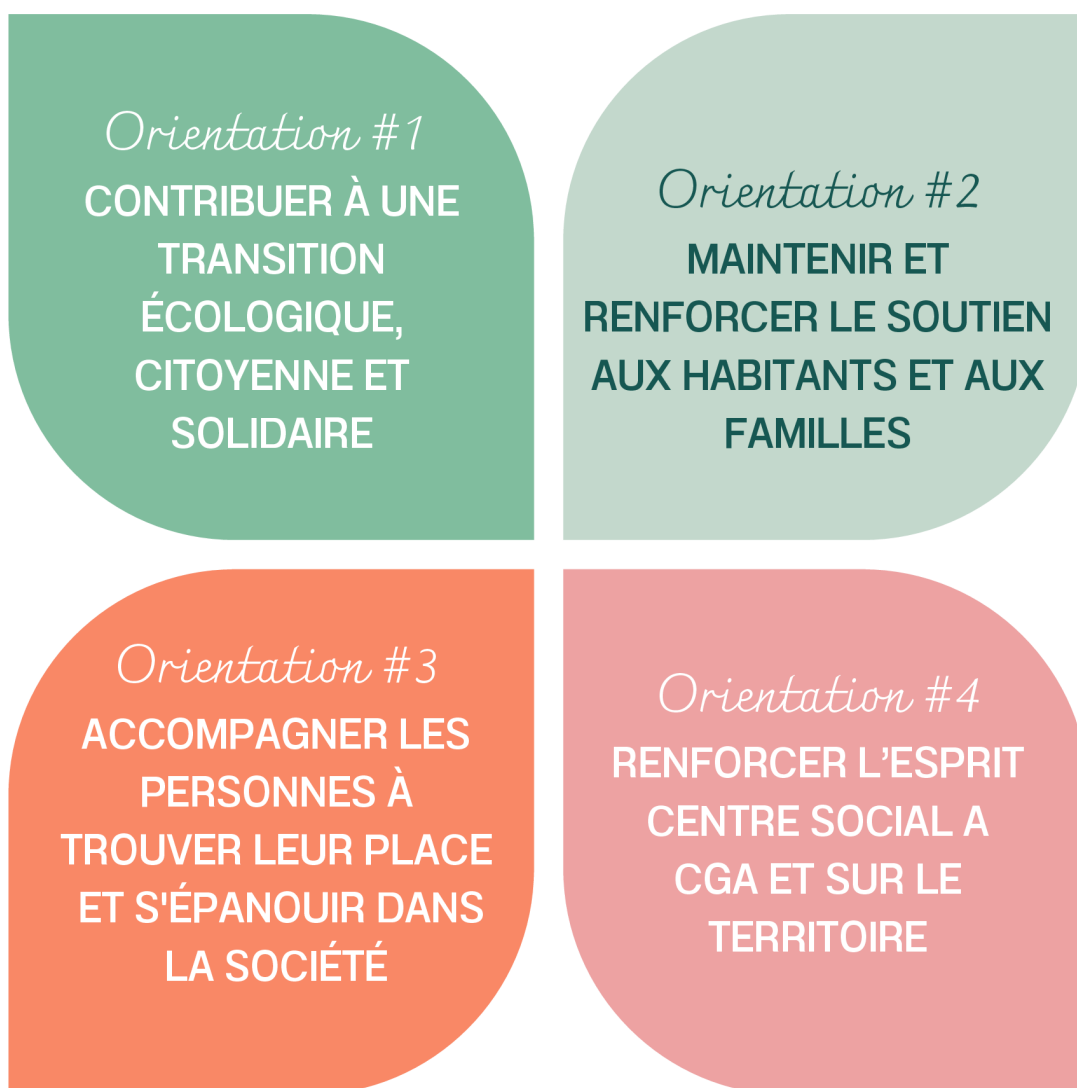 Orientation #1
CONTRIBUER À UNE
TRANSITION
ÉCOLOGIQUE,
CITOYENNE ET
SOLIDAIRE
Orientation #2
MAINTENIR ET
RENFORCER LE SOUTIEN
AUX HABITANTS ET AUX
FAMILLES
Orientation #3
ACCOMPAGNER LES
PERSONNES À
TROUVER LEUR PLACE
ET S'ÉPANOUIR DANS
LA SOCIÉTÉ
Orientation #4
RENFORCER L’ESPRIT
CENTRE SOCIAL A
CGA ET SUR LE
TERRITOIRE